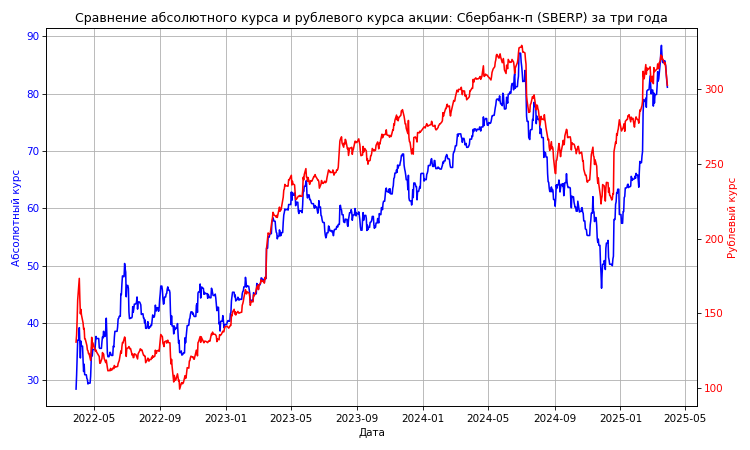 Сравнение абсолютного курса и рублевого курса акции: Сбербанк-п (SBERP) за три года
90
80
70
60
50
40
30
Абсолютный курс
300
250
200
150
100
Рублевый курс
2022-05 2022-09 2023-01 2023-05 2023-09 2024-01 2024-05 2024-09 2025-01 2025-05
Дата